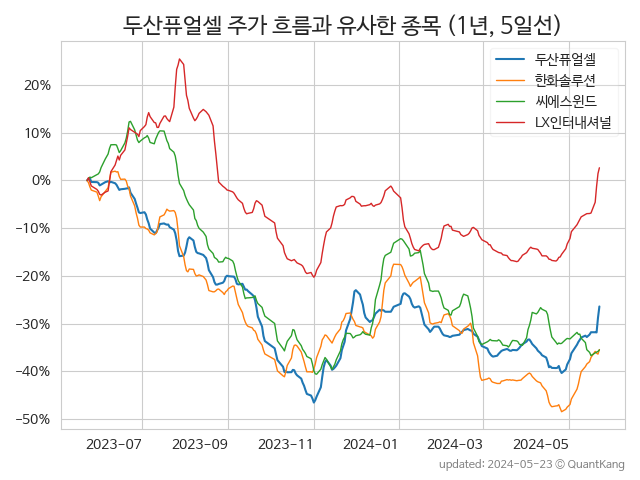 두산퓨얼셀 주가 흐름과 유사한 종목 (1년, 5일선)
두산퓨얼셀
한화솔루션
씨에스윈드
LX인터내셔널
20%
10%
0%
-10%
-20%
-30%
-40%
-50%
2023-07 2023-09 2023-11 2024-01 2024-03 2024-05
updated: 2024-05-23 © QuantKang